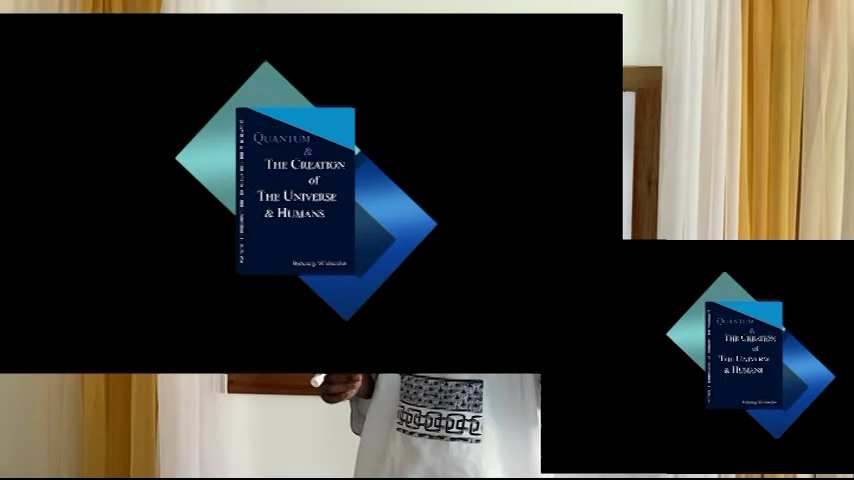 QUANTUM
&
THE CREATION
of
THE UNIVERSE
& HUMANS
QUANTUM
&
THE CREATION
of
THE UNIVERSE
& HUMANS